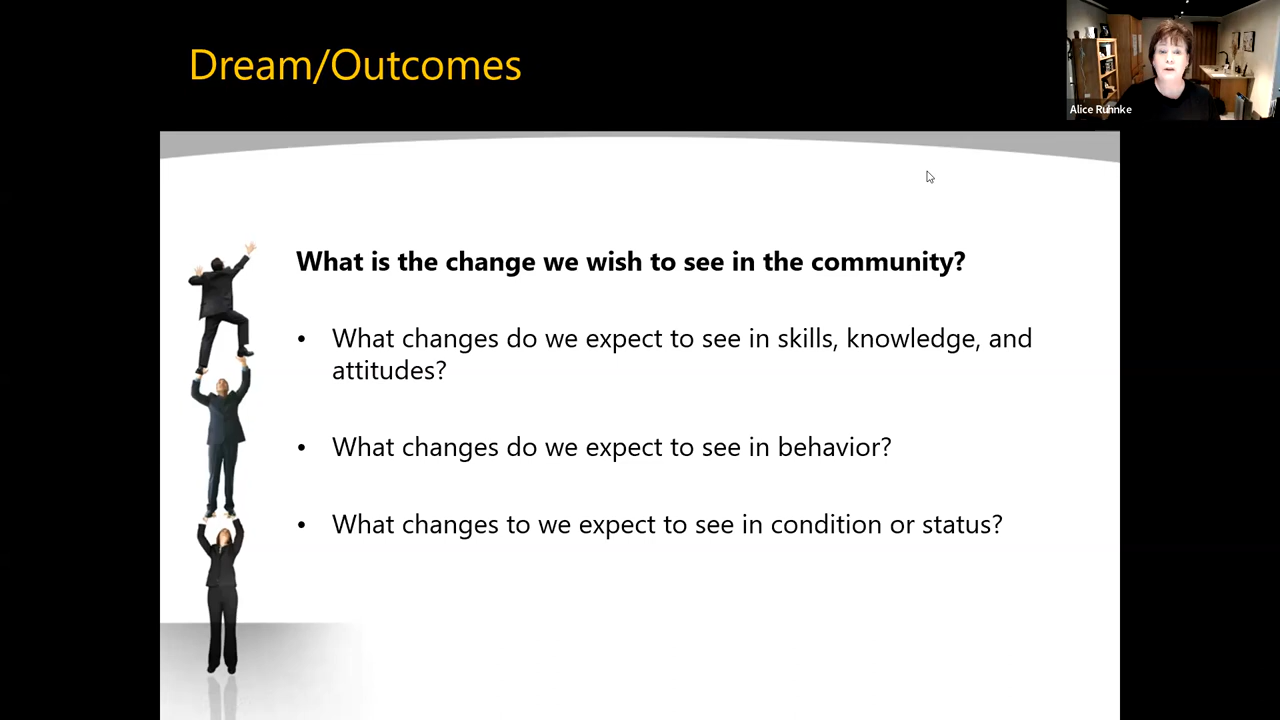 Dream/Outcomes
Alice Ruhnke
What is the change we wish to see in the community?
• What changes do we expect to see in skills, knowledge, and
attitudes?
• What changes do we expect to see in behavior?
• What changes to we expect to see in condition or status?